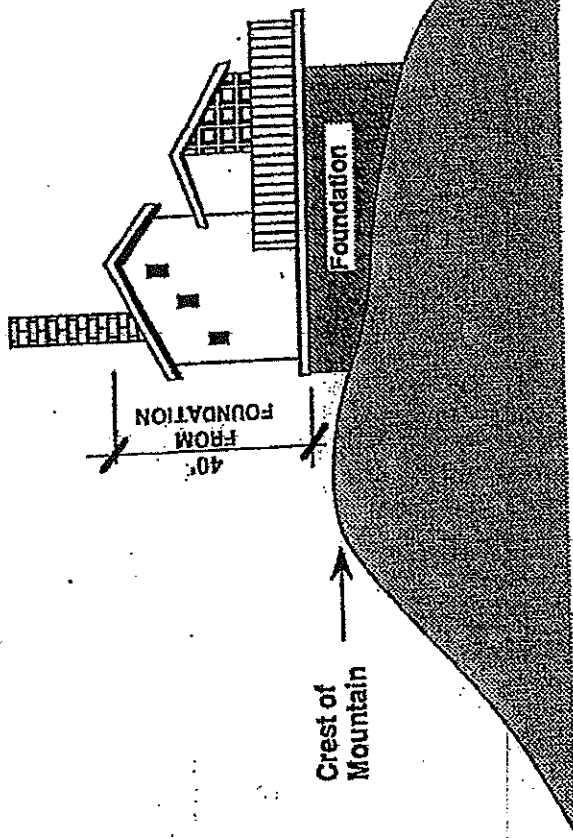 40'
FROM
FOUNDATION
Foundation
Crest of
Mountain